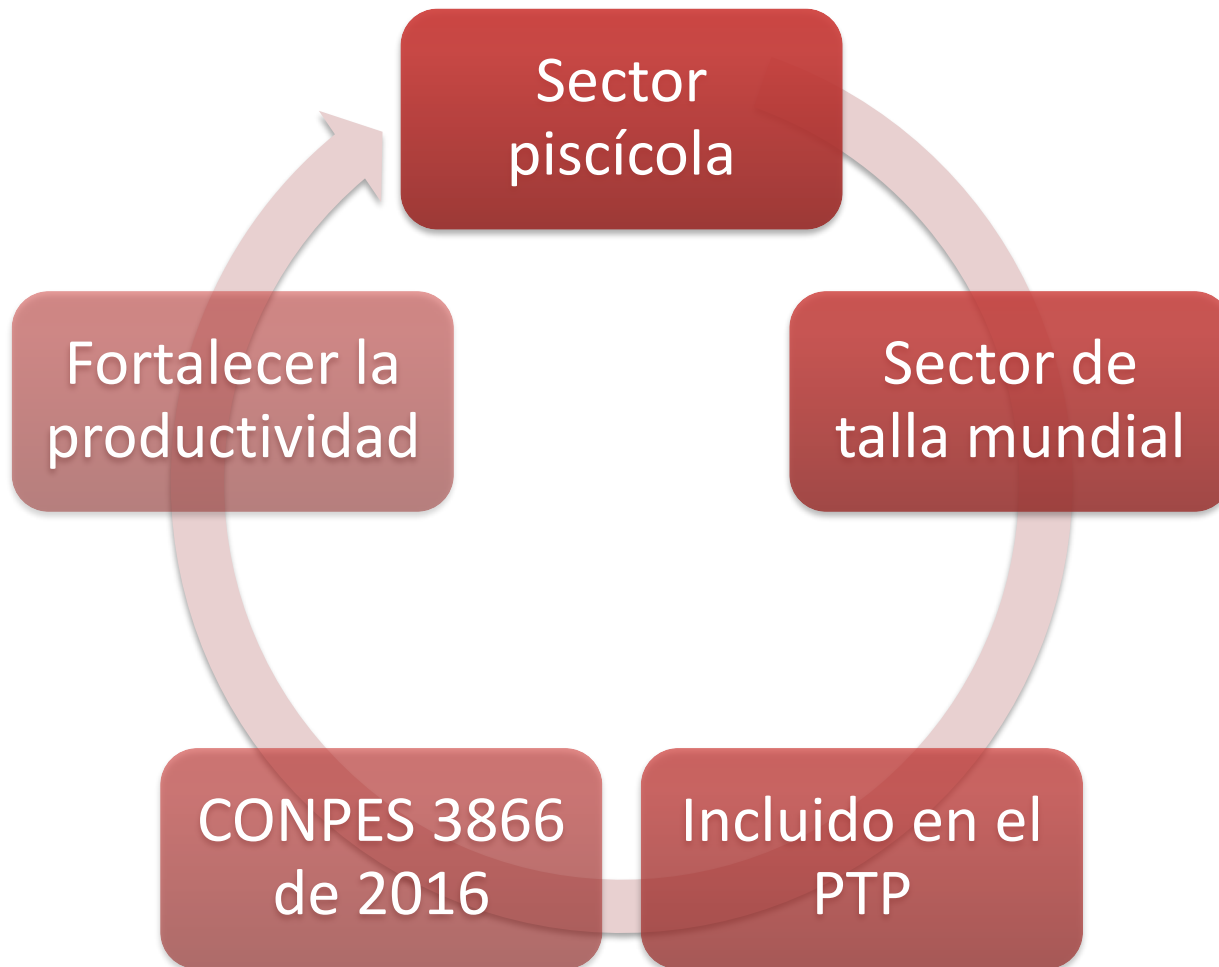 Sector
piscícola
Sector de
talla mundial
Incluido en el
PTP
CONPES 3866
de 2016
Fortalecer la
productividad